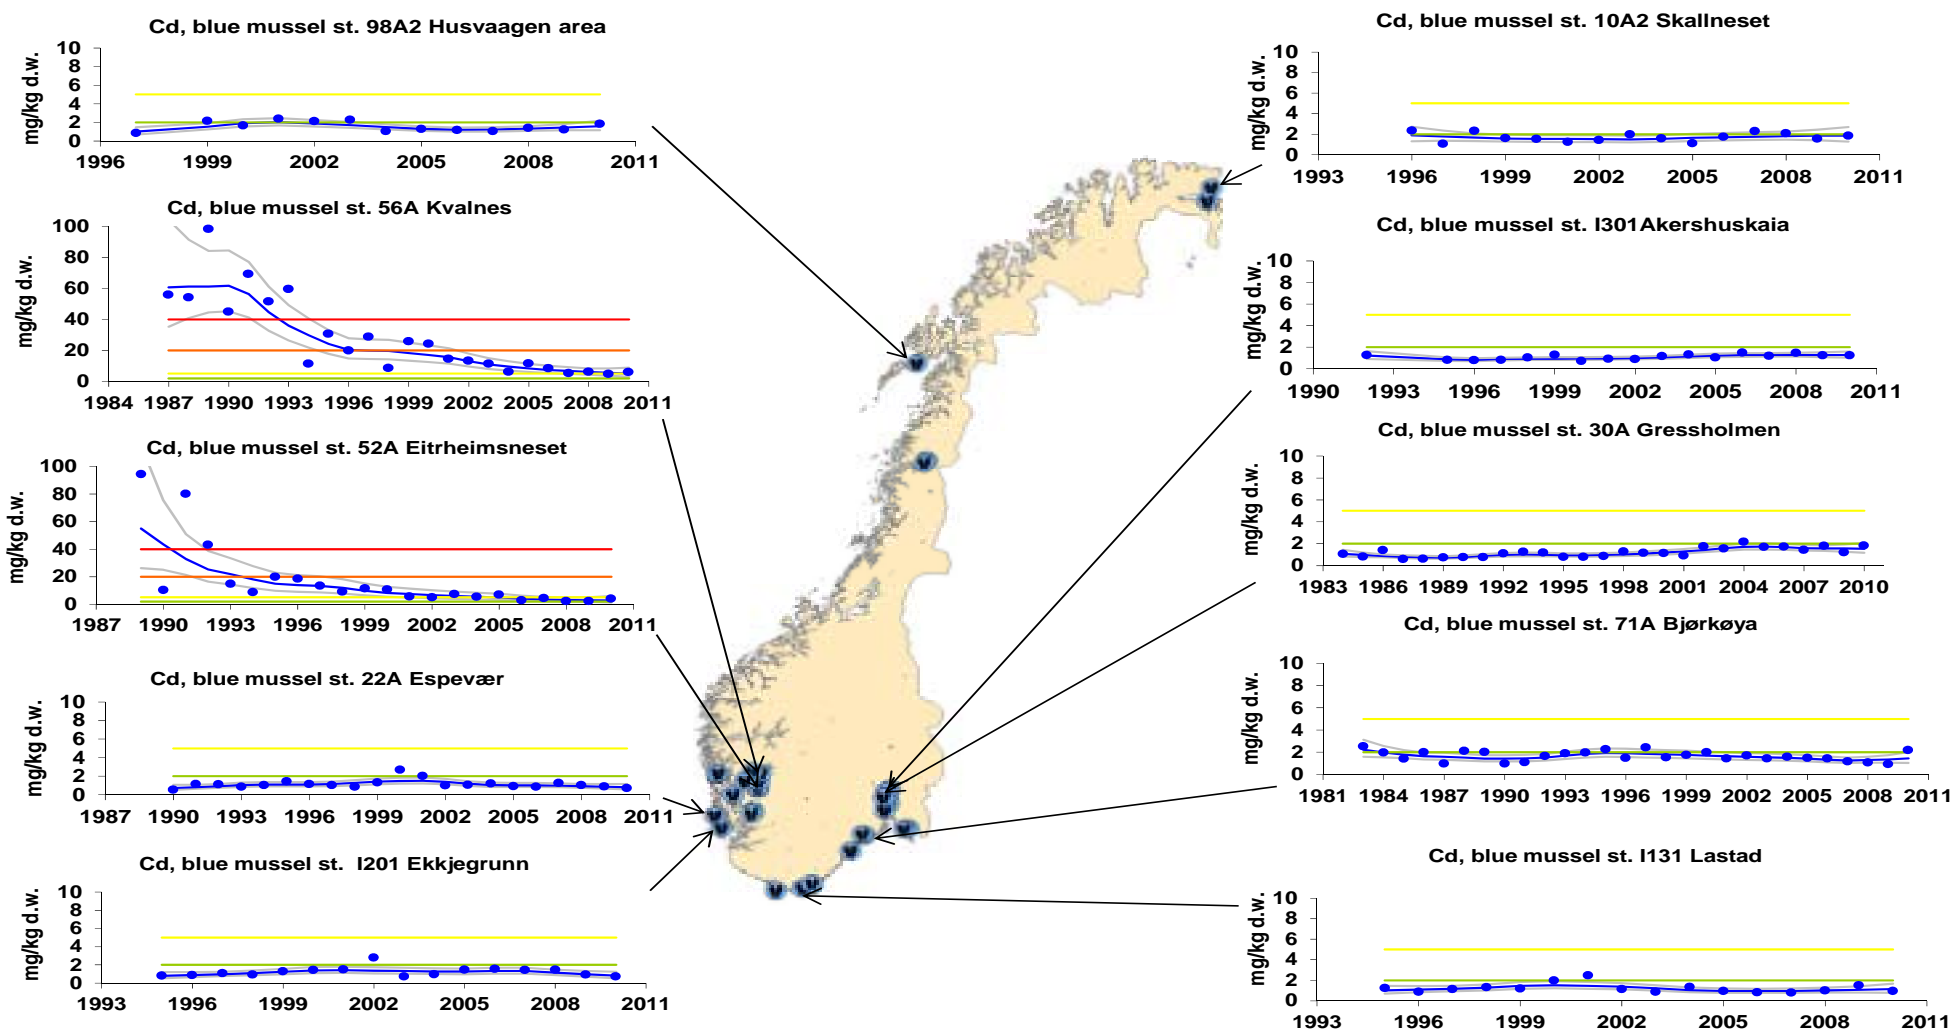 Cd, blue mussel st. 98A2 Husvaagen area
mg/kg d.w.
10
8
6
4
2
0
1996 1999 2002 2005 2008 2011
Cd, blue mussel st. 56A Kvalnes
mg/kg d.w.
100
80
60
40
20
0
1984 1987 1990 1993 1996 1999 2002 2005 2008 2011
Cd, blue mussel st. 52A Eitrheimsneset
mg/kg d.w.
100
80
60
40
20
0
1987 1990 1993 1996 1999 2002 2005 2008 2011
Cd, blue mussel st. 22A Espevær
mg/kg d.w.
10
8
6
4
2
0
1987 1990 1993 1996 1999 2002 2005 2008 2011
Cd, blue mussel st. I201 Ekkjegrunn
mg/kg d.w.
10
8
6
4
2
0
1993 1996 1999 2002 2005 2008 2011
Cd, blue mussel st. 10A2 Skallneset
mg/kg d.w.
10
8
6
4
2
0
1993 1996 1999 2002 2005 2008 2011
Cd, blue mussel st. I301Akershuskaia
mg/kg d.w.
10
8
6
4
2
0
1990 1993 1996 1999 2002 2005 2008 2011
Cd, blue mussel st. 30A Gressholmen
mg/kg d.w.
10
8
6
4
2
0
1983 1986 1989 1992 1995 1998 2001 2004 2007 2010
Cd, blue mussel st. 71A Bjørkøya
mg/kg d.w.
10
8
6
4
2
0
1981 1984 1987 1990 1993 1996 1999 2002 2005 2008 2011
Cd, blue mussel st. I131 Lastad
mg/kg d.w.
10
8
6
4
2
0
1993 1996 1999 2002 2005 2008 2011